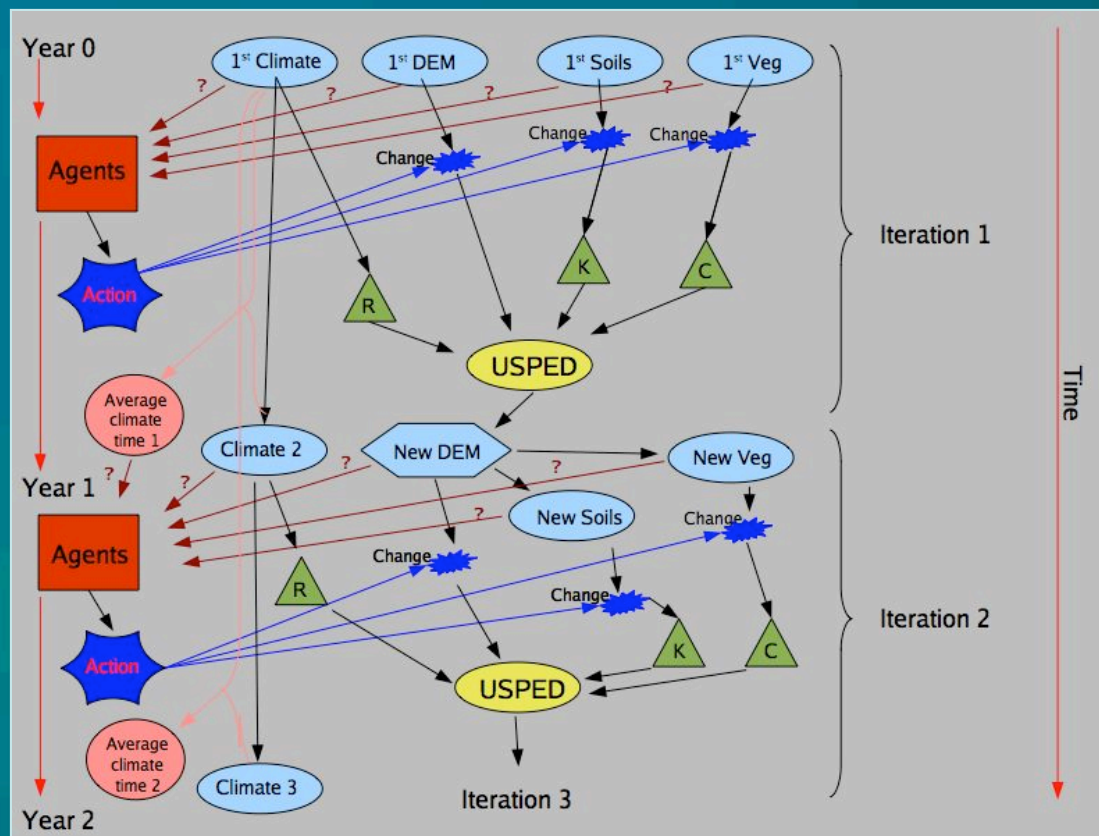 Year 0
1st Climate
1st DEM
1st Soils
1st Veg
?
?
?
?
Change
Change
Change
Agents
Iteration 1
K
C
Action
R
USPED
Time
Average
climate
time 1
Climate 2
New DEM
New Veg
?
?
?
?
?
Year 1
New Soils
Change
Agents
Change
R
Change
Iteration 2
K
C
Action
USPED
Average
climate
time 2
Climate 3
Iteration 3
Year 2